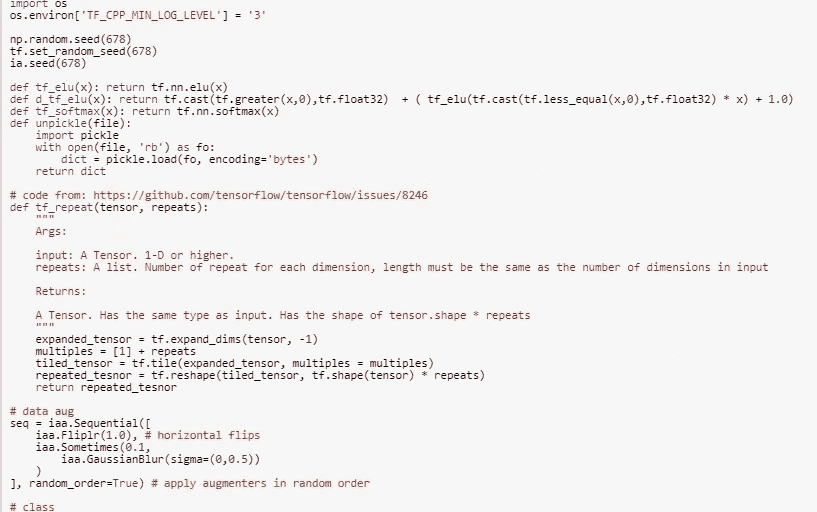 import os
os.environ['TF_CPP_MIN_LOG_LEVEL'] = '3'
np.random.seed(678)
tf.set_random_seed(678)
ia.seed(678)
def tf_elu(x): return tf.nn.elu(x)
def d_tf_elu(x): return tf.cast(tf.greater(x,0),tf.float32)  + ( tf_elu(tf.cast(tf.less_equal(x,0),tf.float32) * x) + 1.0)
def tf_softmax(x): return tf.nn.softmax(x)
def unpickle(file):
    import pickle
    with open(file, 'rb') as fo:
        dict = pickle.load(fo, encoding='bytes')
    return dict
# code from: https://github.com/tensorflow/tensorflow/issues/8246
def tf_repeat(tensor, repeats):
    """
    Args:
    input: A Tensor. 1-D or higher.
    repeats: A list. Number of repeat for each dimension, length must be the same as the number of dimensions in input
    Returns:
    A Tensor. Has the same type as input. Has the shape of tensor.shape * repeats
    """
    expanded_tensor = tf.expand_dims(tensor, -1)
    multiples = [1] + repeats
    tiled_tensor = tf.tile(expanded_tensor, multiples = multiples)
    repeated_tesnor = tf.reshape(tiled_tensor, tf.shape(tensor) * repeats)
    return repeated_tesnor
# data aug
seq = iaa.Sequential([
    iaa.Fliplr(1.0), # horizontal flips
    iaa.Sometimes(0.1,
        iaa.GaussianBlur(sigma=(0,0.5))
    )
], random_order=True) # apply augmenters in random order
# class